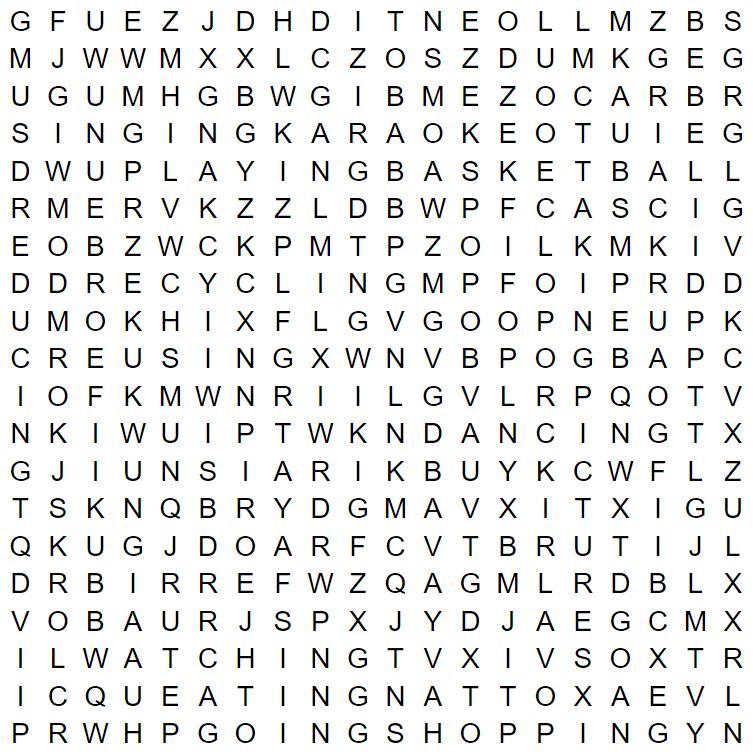 G F U E Z J D H D I T N E O L L M Z B S
M J W W M X X L C Z O S Z D U M K G E G
U G U M H G B W G I B M E Z O C A R B R
S I N G I N G K A R A O K E O T U I E G
D W U P L A Y I N G B A S K E T B A L L
R M E R V K Z Z L D B W P F C A S C I G
E O B Z W C K P M T P Z O I L K M K I V
D D R E C Y C L I N G M P F O I P R D D
U M O K H I X F L G V G O O P N E U P K
C R E U S I N G X W N V B P O G B A P C
I O F K M W N R I I L G V L R P Q O T V
N K I W U I P T W K N D A N C I N G T X
G J I U N S I A R I K B U Y K C W F L Z
T S K N Q B R Y D G M A V X I T X I G U
Q K U G J D O A R F C V T B R U T I J L
D R B I R R E F W Z Q A G M L R D B L X
V O B A U R J S P X J Y D J A E G C M X
I L W A T C H I N G T V X I V S O X T R
I C Q U E A T I N G N A T T O X A E V L
P R W H P G O I N G S H O P P I N G Y N